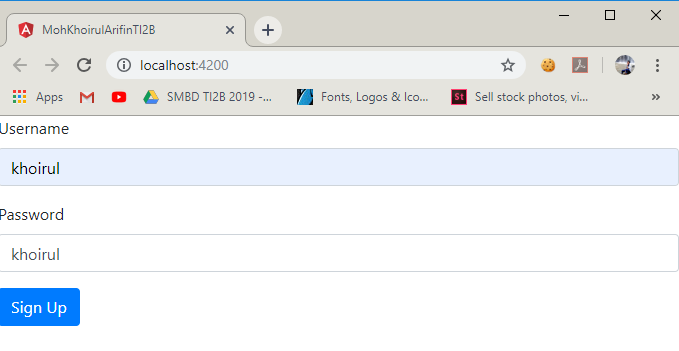 MohKhoirulArifinTI2B
localhost:4200
Apps SMBD TI2B 2019 -... Fonts, Logos & Ico... St Sell stock photos, vi... »
Username
khoirul
Password
khoirul
Sign Up